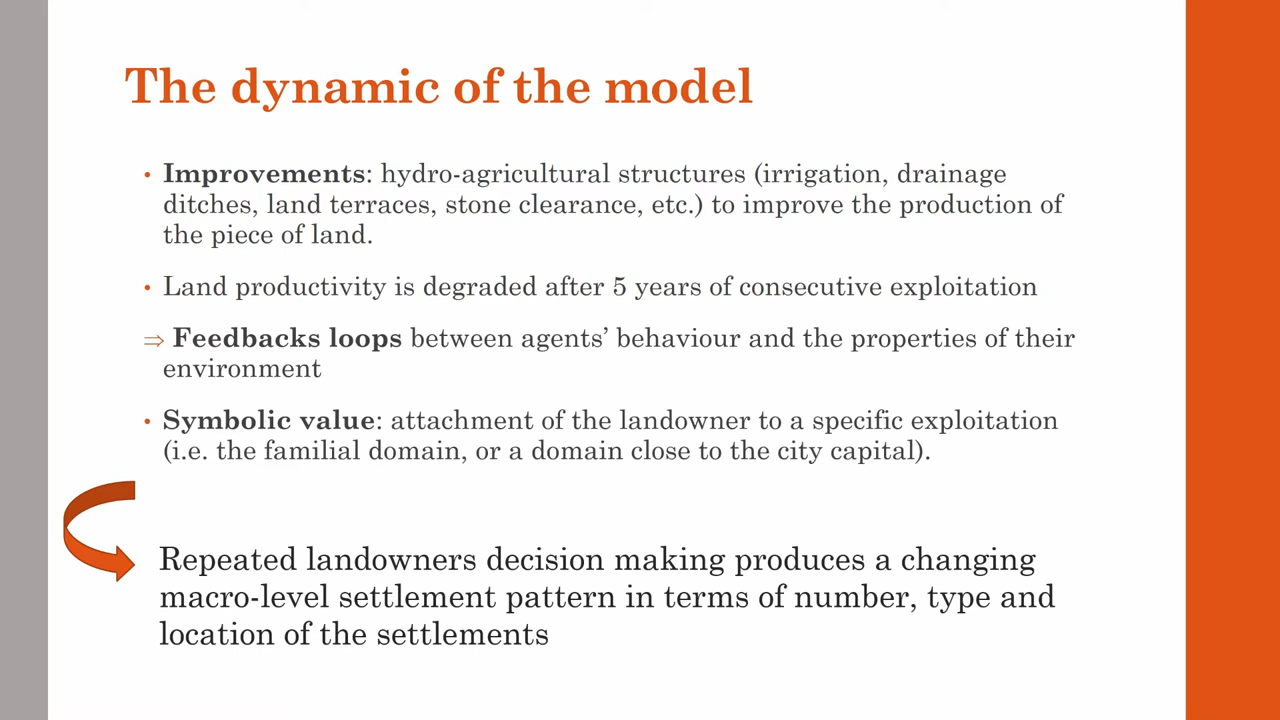 The dynamic of the model
• Improvements: hydro-agricultural structures (irrigation, drainage
ditches, land terraces, stone clearance, etc.) to improve the production of
the piece of land.
• Land productivity is degraded after 5 years of consecutive exploitation
⇒ Feedbacks loops between agents’ behaviour and the properties of their
environment
• Symbolic value: attachment of the landowner to a specific exploitation
(i.e. the familial domain, or a domain close to the city capital).
Repeated landowners decision making produces a changing
macro-level settlement pattern in terms of number, type and
location of the settlements